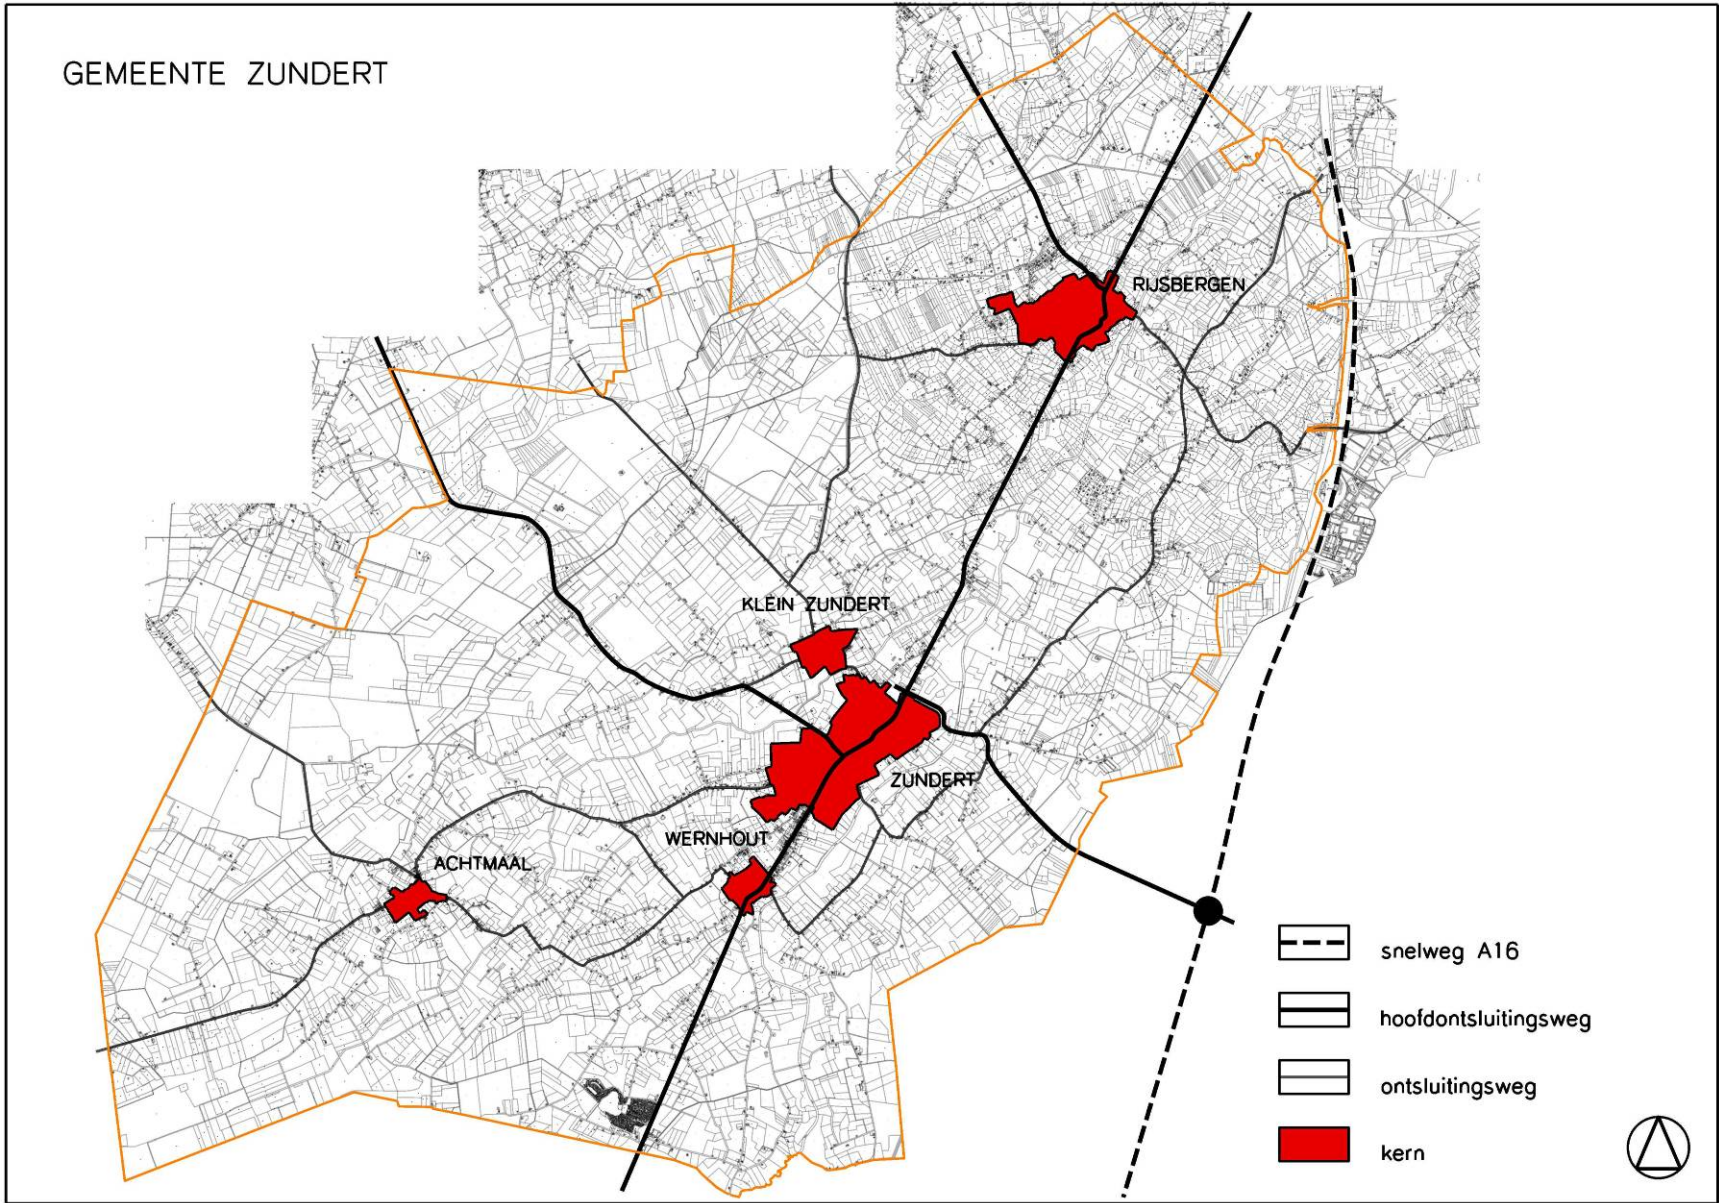 GEMEENTE ZUNDERT
RIJSBERGEN
KLEIN ZUNDERT
ZUNDERT
WERNHOUT
ACHTMAAL
snelweg A16
hoofdontsluitingsweg
ontsluitingsweg
kern